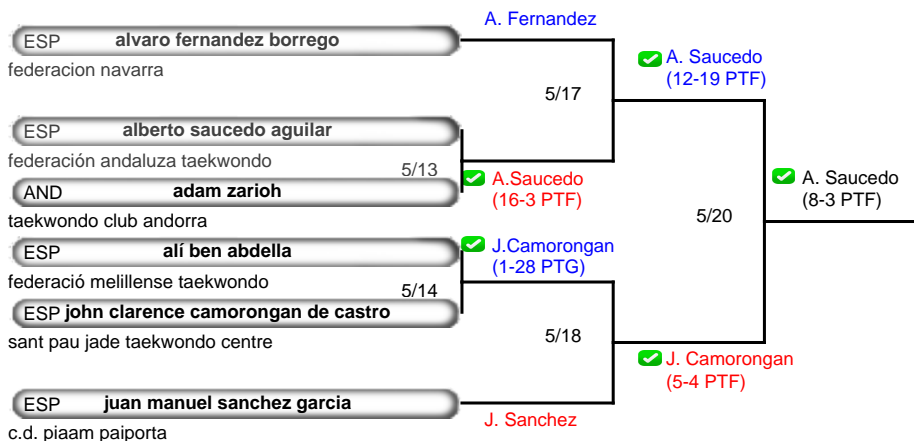 A. Fernandez
ESP alvaro fernandez borrego
federacion navarra
A. Saucedo
(12-19 PTF)
5/17
ESP alberto saucedo aguilar
federación andaluza taekwondo
5/13
A.Saucedo
(16-3 PTF)
AND adam zarioh
taekwondo club andorra
A. Saucedo
(8-3 PTF)
5/20
ESP alí ben abdella
federació melillense taekwondo
J.Camorongan
(1-28 PTG)
5/14
ESP john clarence camorongan de castro
sant pau jade taekwondo centre
5/18
J. Camorongan
(5-4 PTF)
ESP juan manuel sanchez garcia
c.d. piaam paiporta
J. Sanchez